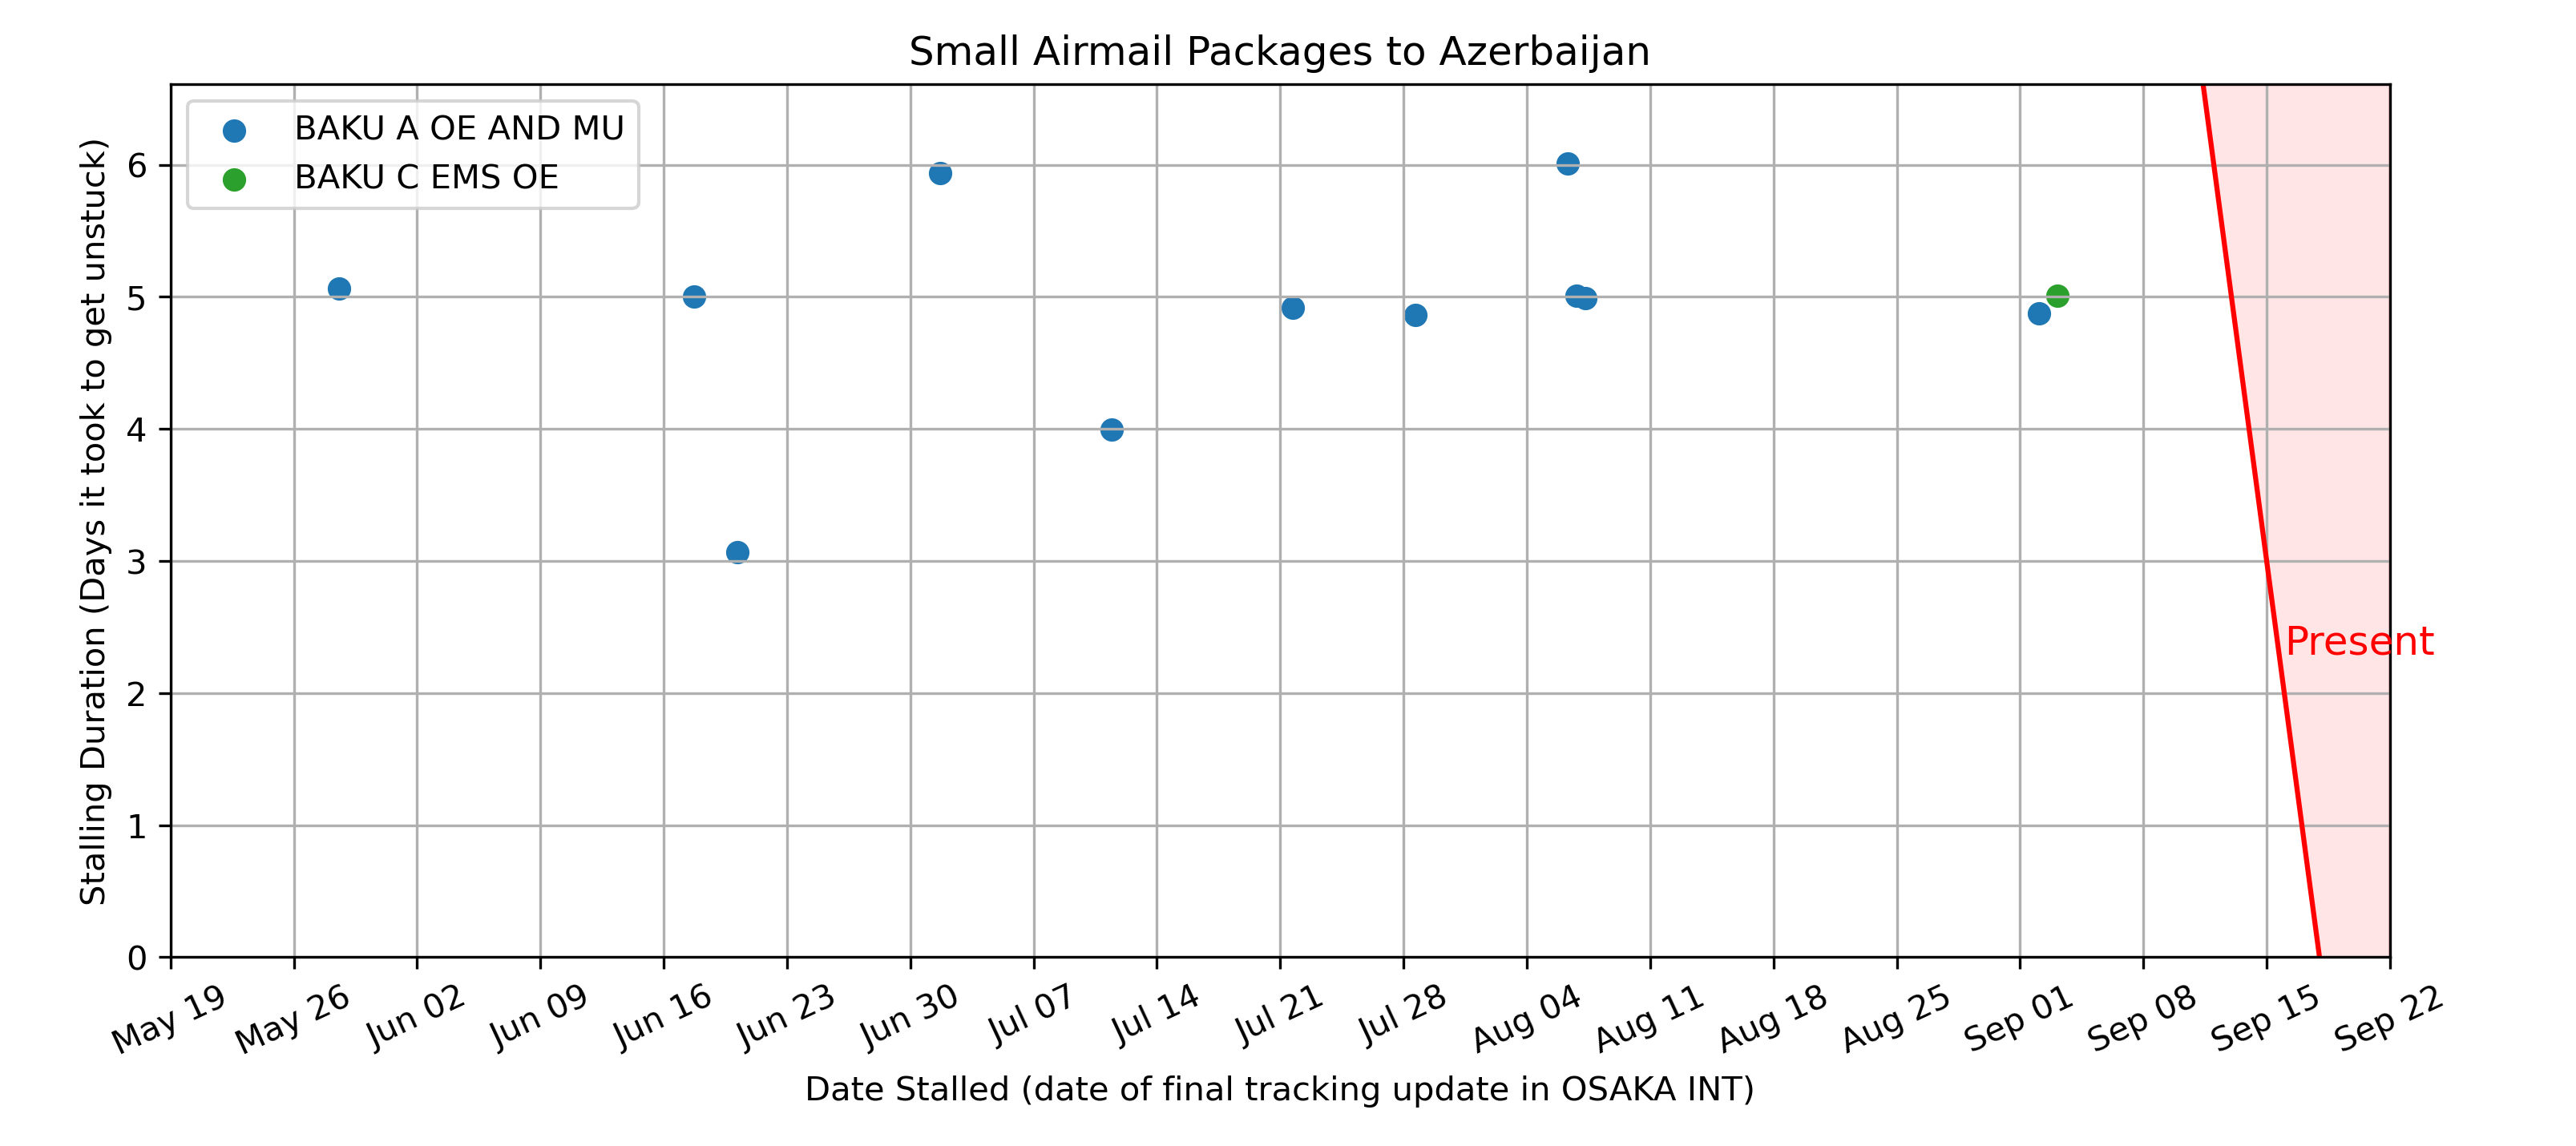 Small Airmail Packages to Azerbaijan
BAKU A OE AND MU
BAKU C EMS OE
Stalling Duration (Days it took to get unstuck)
6
5
4
3
2
1
0
Present
May 19
May 26
Jun 02
Jun 09
Jun 16
Jun 23
Jun 30
Jul 07
Jul 14
Jul 21
Jul 28
Aug 04
Aug 11
Aug 18
Aug 25
Sep 01
Sep 08
Sep 15
Sep 22
Date Stalled (date of final tracking update in OSAKA INT)